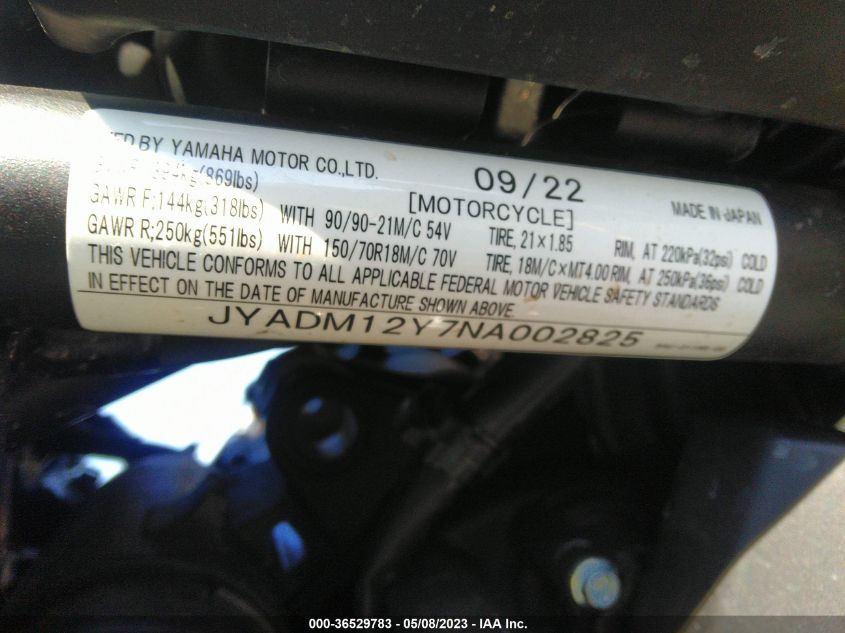 BY YAMAHA MOTOR CO.,LTD.
09/22
(869lbs)
[MOTORCYCLE]
MADE IN JAPAN
GAWR F;144kg(318lbs) WITH 90/90-21M/C 54V TIRE, 21×1.85 RIM, AT 220kPa(32psi) COLD
GAWR R;250kg(551lbs) WITH 150/70R18M/C 70V TIRE, 18M/C×MT4.00 RIM, AT 250kPa(36psi) COLD
THIS VEHICLE CONFORMS TO ALL APPLICABLE FEDERAL MOTOR VEHICLE SAFETY STANDARDS
IN EFFECT ON THE DATE OF MANUFACTURE SHOWN ABOVE.
JYADM12Y7NA002825
000-36529783 - 05/08/2023 - IAA Inc.